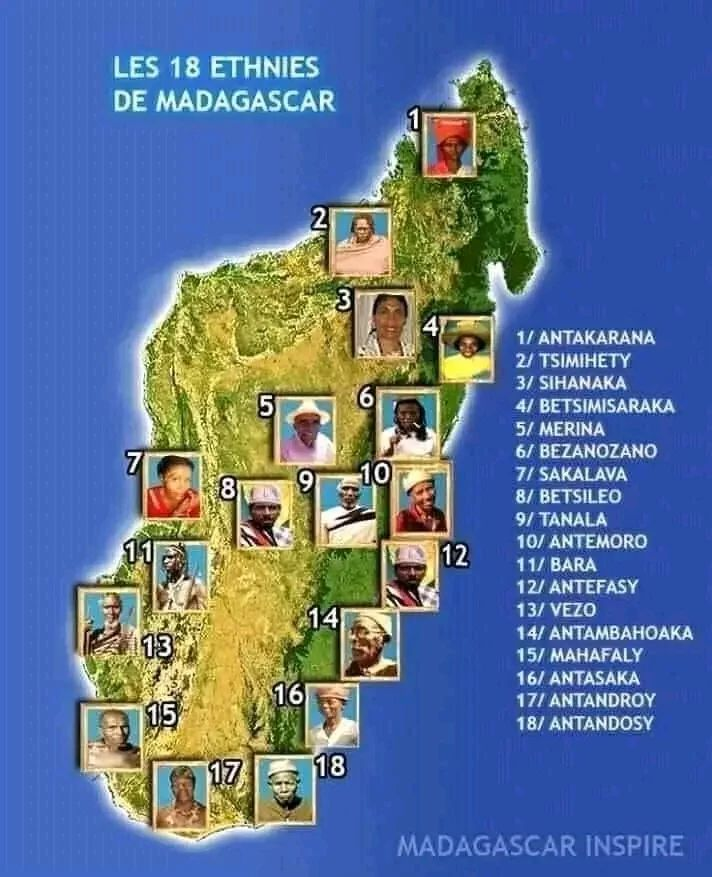 LES 18 ETHNIES
DE MADAGASCAR
1
2
3
4
5
6
7
8
9
10
11
12
13
14
15
16
17
18
1/ ANTAKARANA
2/ TSIMIHETY
3/ SIHANAKA
4/ BETSIMISARAKA
5/ MERINA
6/ BEZANOZANO
7/ SAKALAVA
8/ BETSILEO
9/ TANALA
10/ ANTEMORO
11/ BARA
12/ ANTEFASY
13/ VEZO
14/ ANTAMBAHOAKA
15/ MAHAFALY
16/ ANTASAKA
17/ ANTANDROY
18/ ANTANDOSY
MADAGASCAR INSPIRE